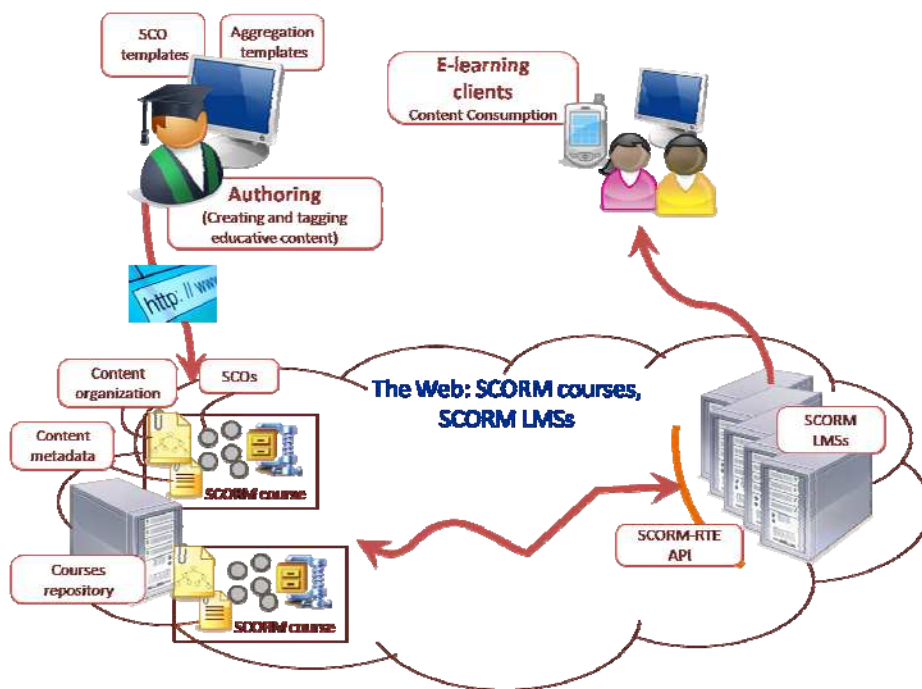 SCO
templates
Aggregation
templates
Authoring
(Creating and tagging
educative content)
E-learning
clients
Content Consumption
http: // www
Content
organization
SCOs
Content
metadata
The Web: SCORM courses,
SCORM LMSs
SCORM course
SCORM
LMSs
SCORM-RTE
API
Courses
repository
SCORM course